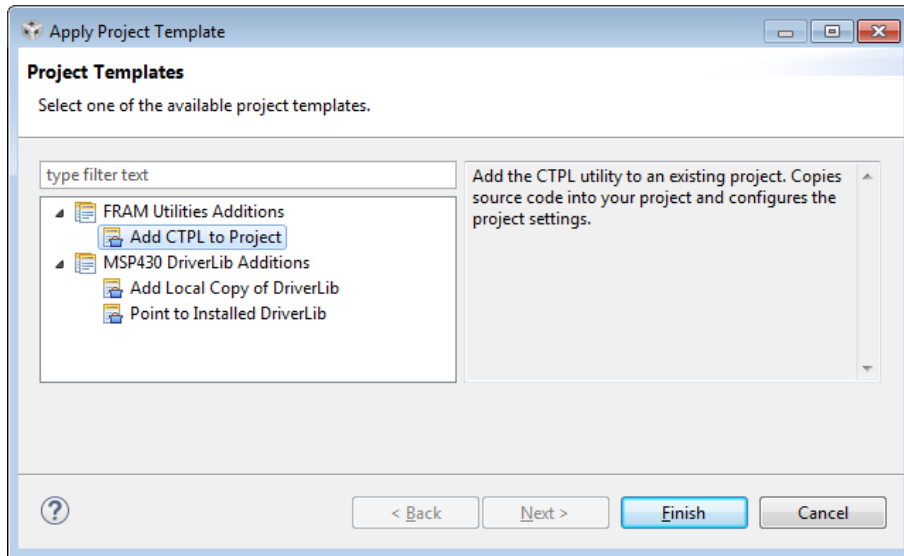 Apply Project Template
Project Templates
Select one of the available project templates.
type filter text
FRAM Utilities Additions
Add CTPL to Project
MSP430 DriverLib Additions
Add Local Copy of DriverLib
Point to Installed DriverLib
Add the CTPL utility to an existing project. Copies
source code into your project and configures the
project settings.
?
< Back
Next >
Finish
Cancel